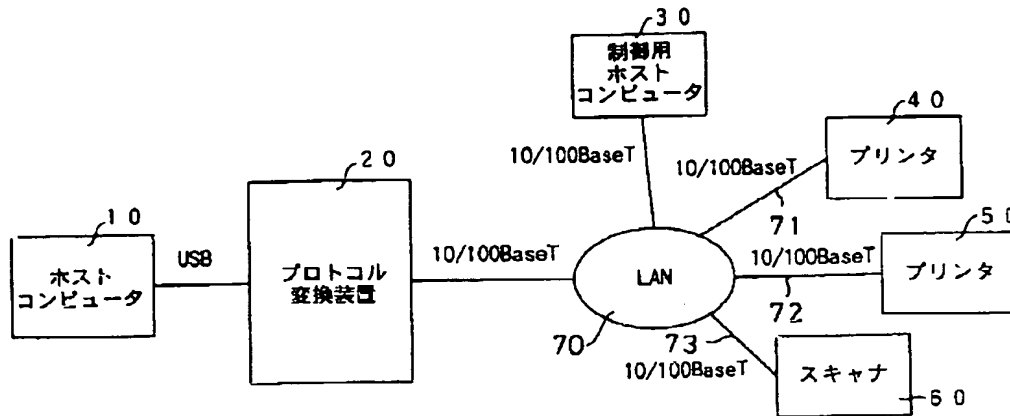 30
制御用
ホスト
コンピュータ
40
プリンタ
10/100BaseT
10/100BaseT
71
20
プロトコル
変換装置
10
ホスト
コンピュータ
USB
10/100BaseT
LAN
70
10/100BaseT
72
50
プリンタ
73
10/100BaseT
スキャナ
60